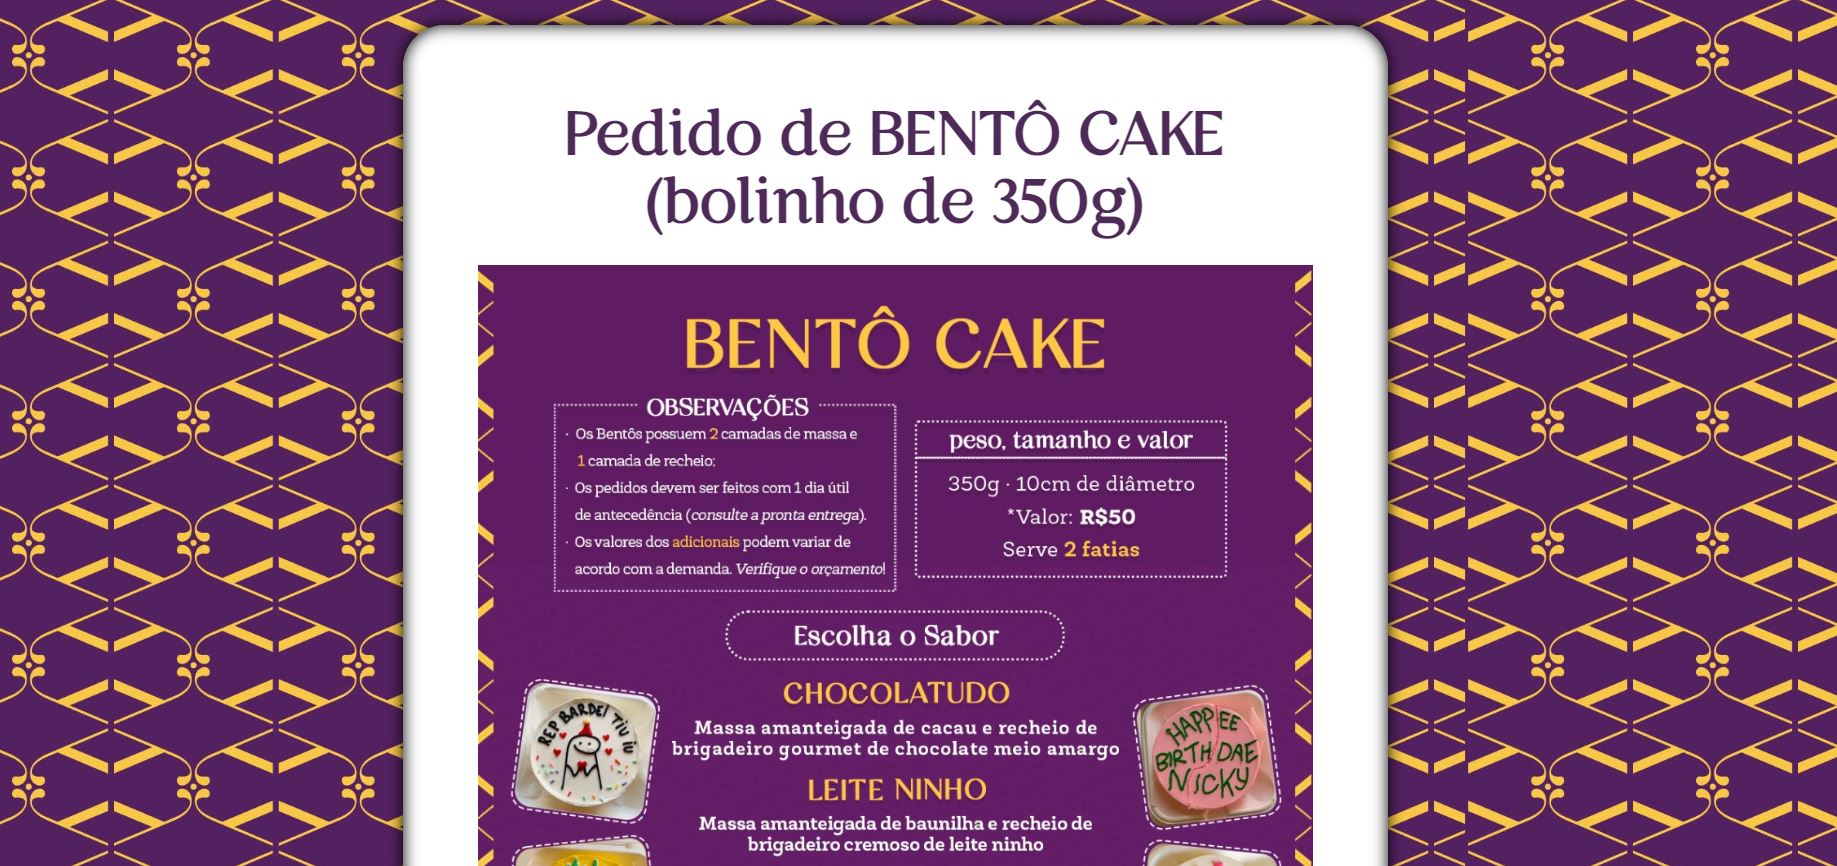 Pedido de BENTÔ CAKE
(bolinho de 350g)
BENTÔ CAKE
OBSERVAÇÕES
· Os Bentôs possuem 2 camadas de massa e
1 camada de recheio;
· Os pedidos devem ser feitos com 1 dia útil
de antecedência (consulte a pronta entrega).
· Os valores dos adicionais podem variar de
acordo com a demanda. Verifique o orçamento!
peso, tamanho e valor
350g · 10cm de diâmetro
*Valor: R$50
Serve 2 fatias
Escolha o Sabor
CHOCOLATUDO
Massa amanteigada de cacau e recheio de
brigadeiro gourmet de chocolate meio amargo
LEITE NINHO
Massa amanteigada de baunilha e recheio de
brigadeiro cremoso de leite ninho
HAPPEE
BIRTHDAE
NICKY